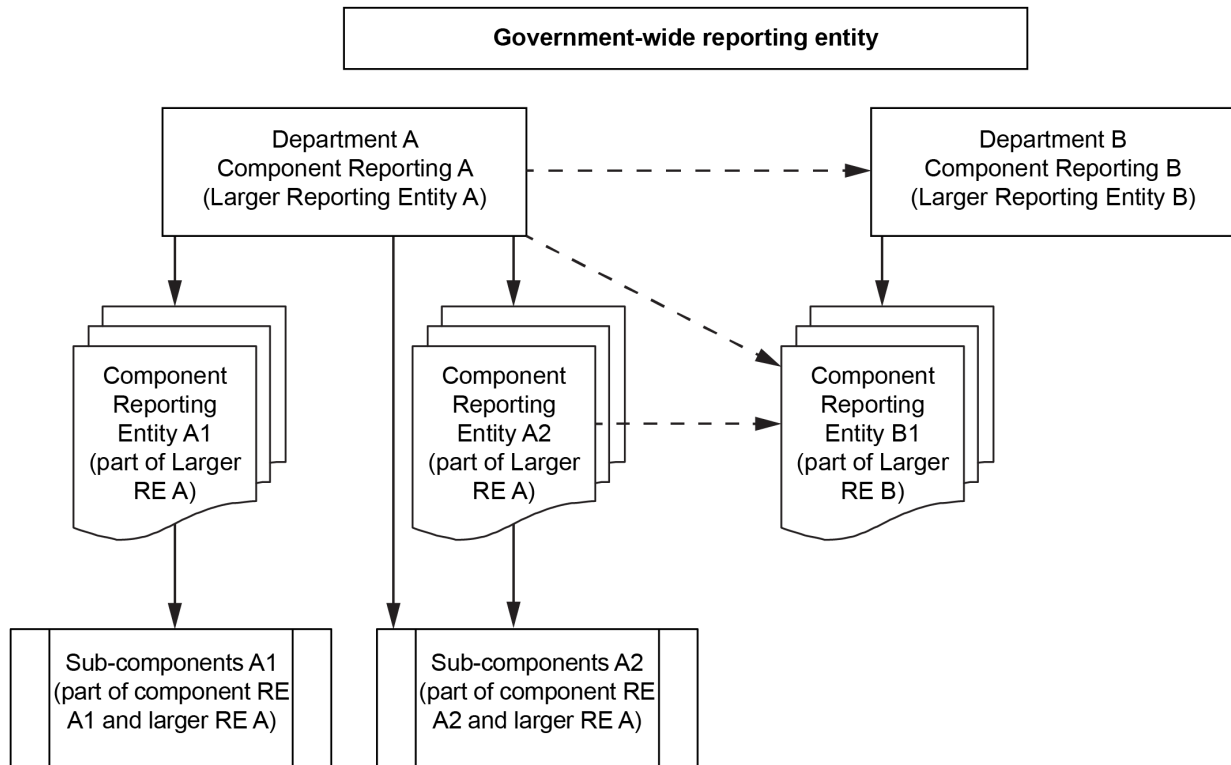 Government-wide reporting entity
Department A
Component Reporting A
(Larger Reporting Entity A)
Department B
Component Reporting B
(Larger Reporting Entity B)
Component
Reporting
Entity A1
(part of Larger
RE A)
Component
Reporting
Entity A2
(part of Larger
RE A)
Component
Reporting
Entity B1
(part of Larger
RE B)
Sub-components A1
(part of component RE
A1 and larger RE A)
Sub-components A2
(part of component RE
A2 and larger RE A)